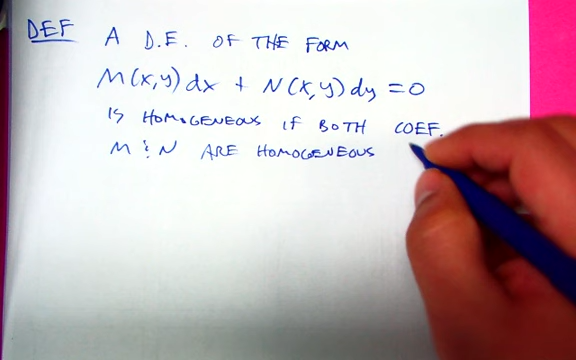 DEF A D.E. OF THE FORM
M(x,y)dx + N(x,y)dy = 0
IS HOMOGENEOUS IF BOTH COEF.
M & N ARE HOMOGENEOUS